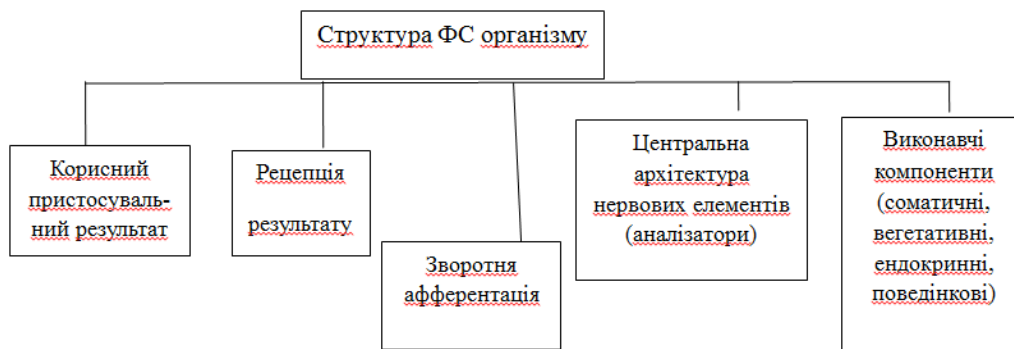 Структура ФС організму
Корисний
пристосуваль-
ний результат
Рецепція
результату
Зворотня
афферентація
Центральна
архітектура
нервових елементів
(аналізатори)
Виконавчі
компоненти
(соматичні,
вегетативні,
ендокринні,
поведінкові)